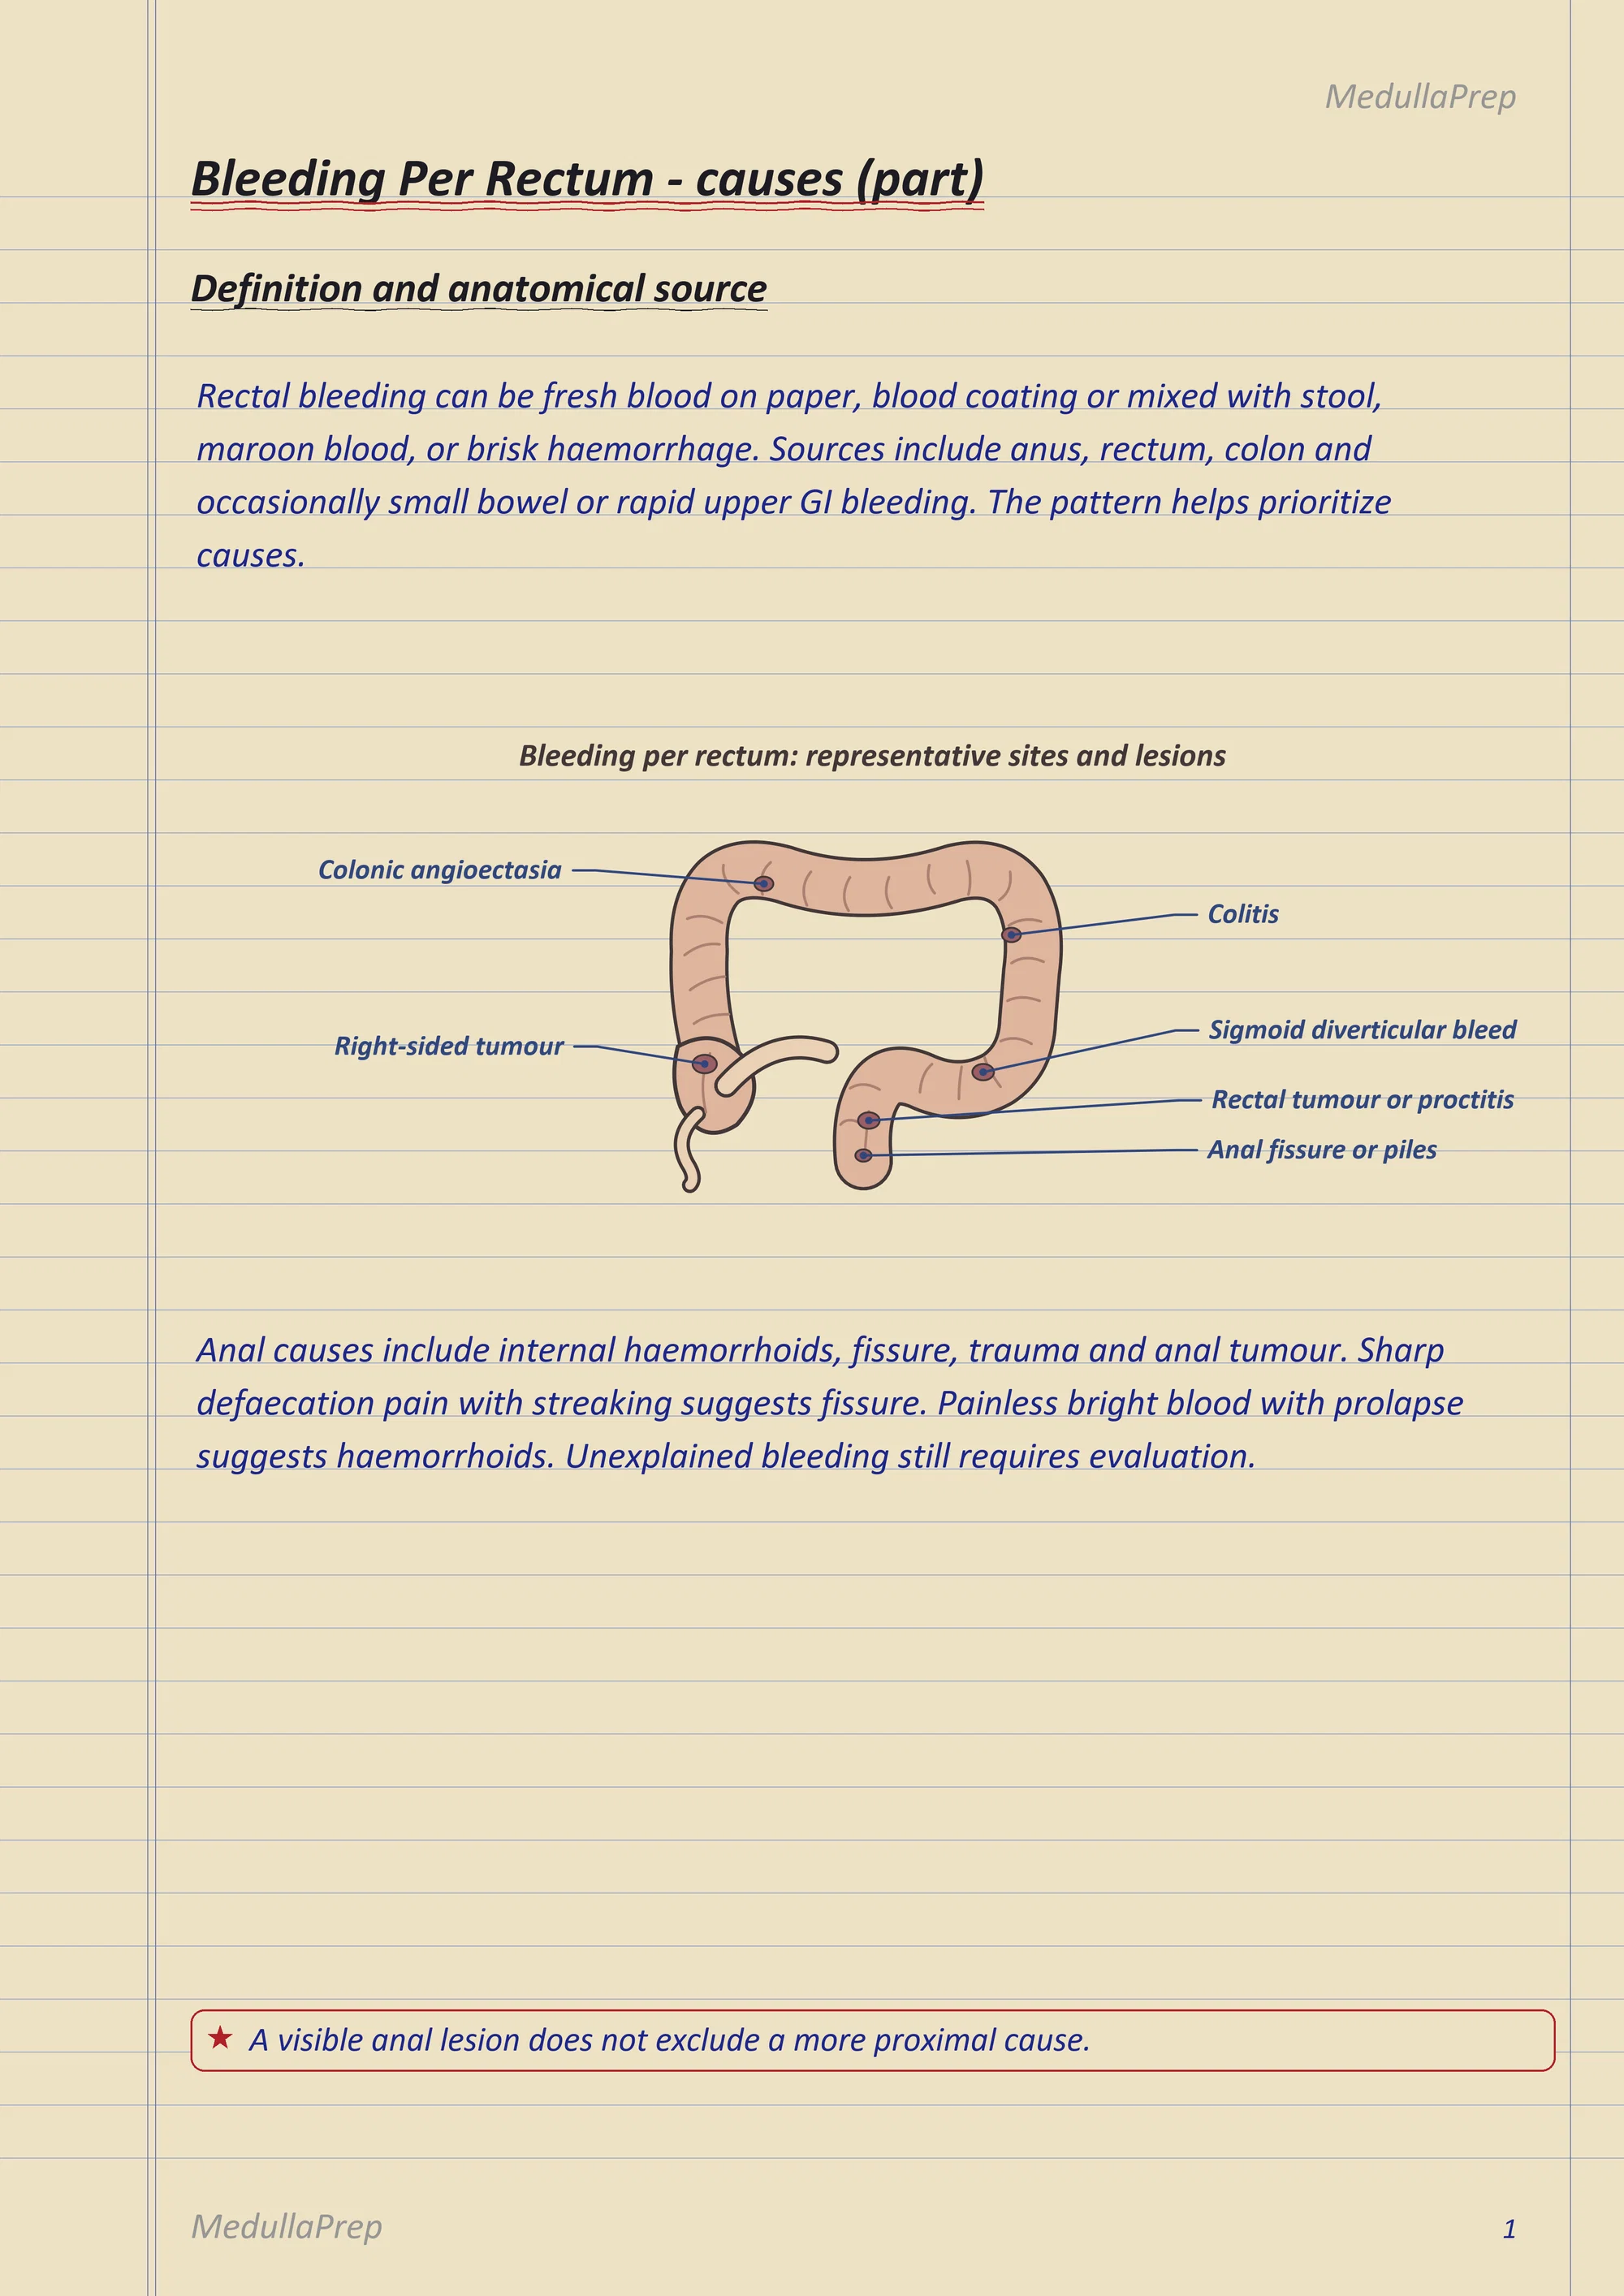 MedullaPrep
Bleeding Per Rectum - causes (part)
Definition and anatomical source
Rectal bleeding can be fresh blood on paper, blood coating or mixed with stool,
maroon blood, or brisk haemorrhage. Sources include anus, rectum, colon and
occasionally small bowel or rapid upper GI bleeding. The pattern helps prioritize
causes.
Bleeding per rectum: representative sites and lesions
Colonic angioectasia
Colitis
Right-sided tumour
Sigmoid diverticular bleed
Rectal tumour or proctitis
Anal fissure or piles
Anal causes include internal haemorrhoids, fissure, trauma and anal tumour. Sharp
defaecation pain with streaking suggests fissure. Painless bright blood with prolapse
suggests haemorrhoids. Unexplained bleeding still requires evaluation.
★ A visible anal lesion does not exclude a more proximal cause.
MedullaPrep
1